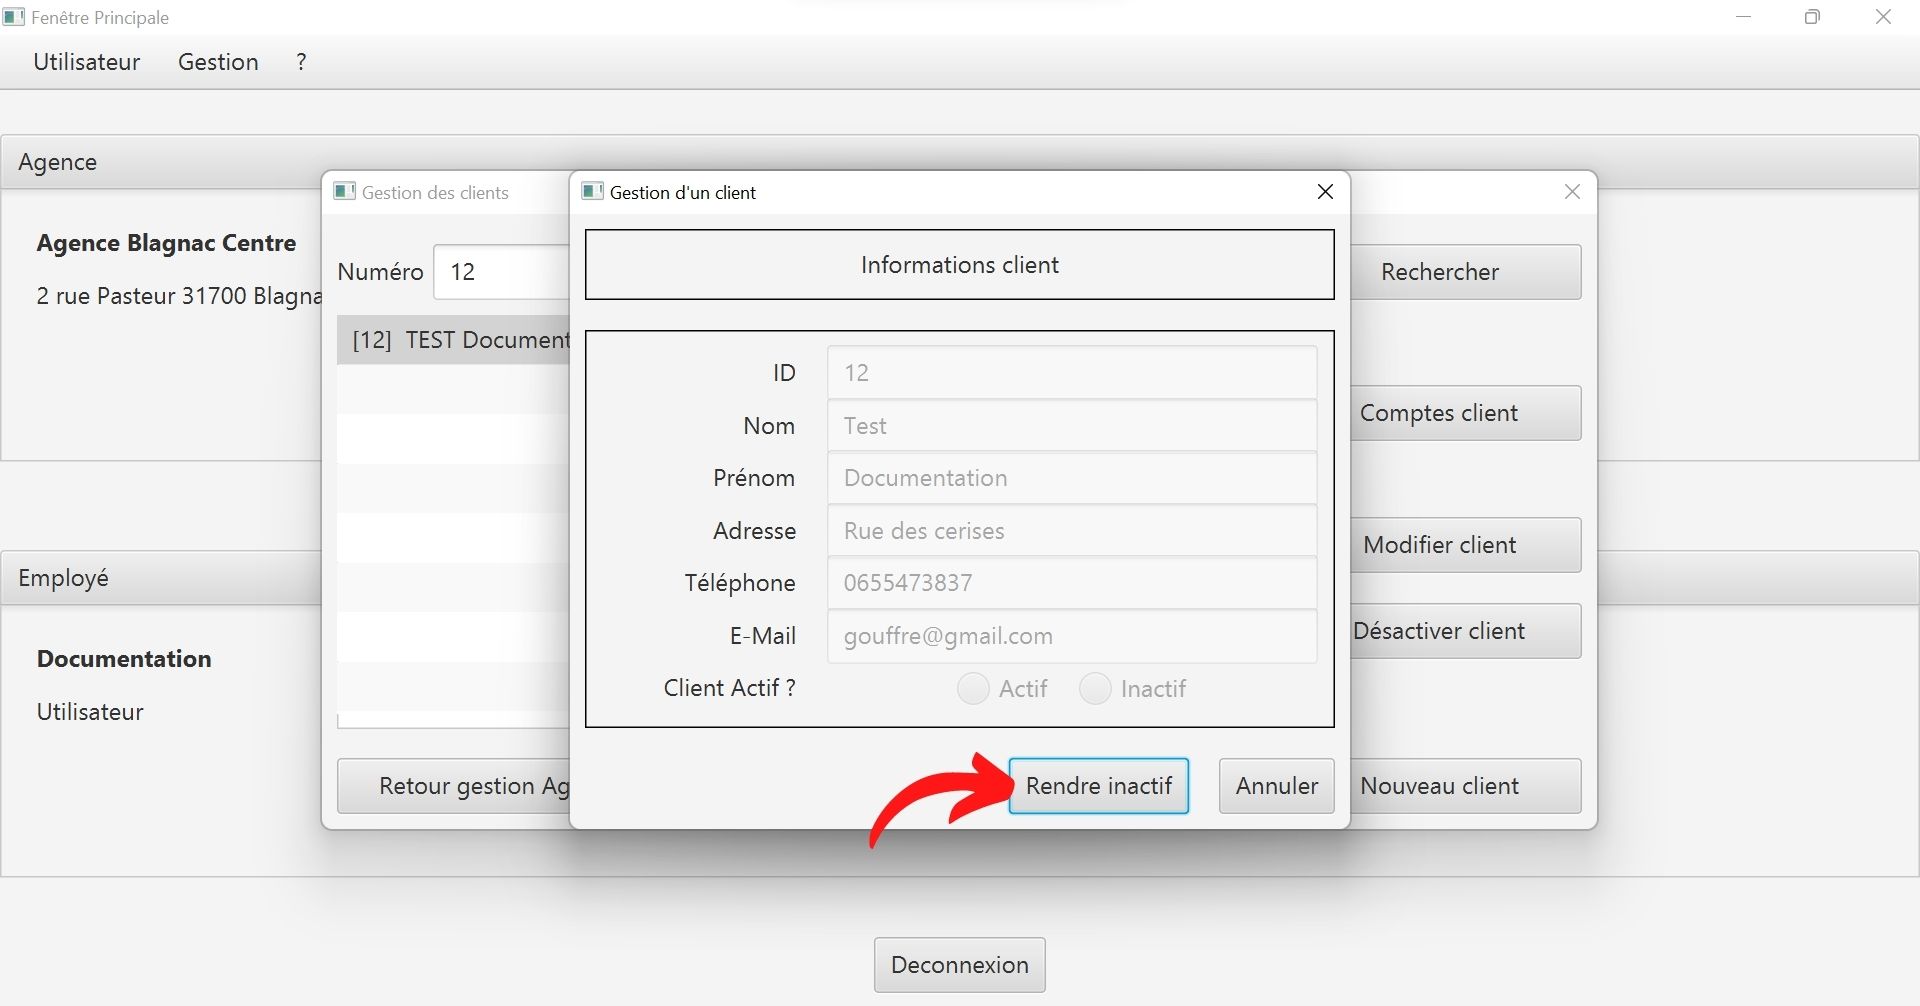 Fenêtre Principale
Utilisateur Gestion ?
Agence
Agence Blagnac Centre
2 rue Pasteur 31700 Blagna
Employé
Documentation
Utilisateur
Gestion des clients
Numéro 12
[12] TEST Document
Retour gestion Ag
Gestion d'un client
Informations client
ID 12
Nom Test
Prénom Documentation
Adresse Rue des cerises
Téléphone 0655473837
E-Mail gouffre@gmail.com
Client Actif ? Actif Inactif
Rendre inactif Annuler
Rechercher
Comptes client
Modifier client
Désactiver client
Nouveau client
Deconnexion